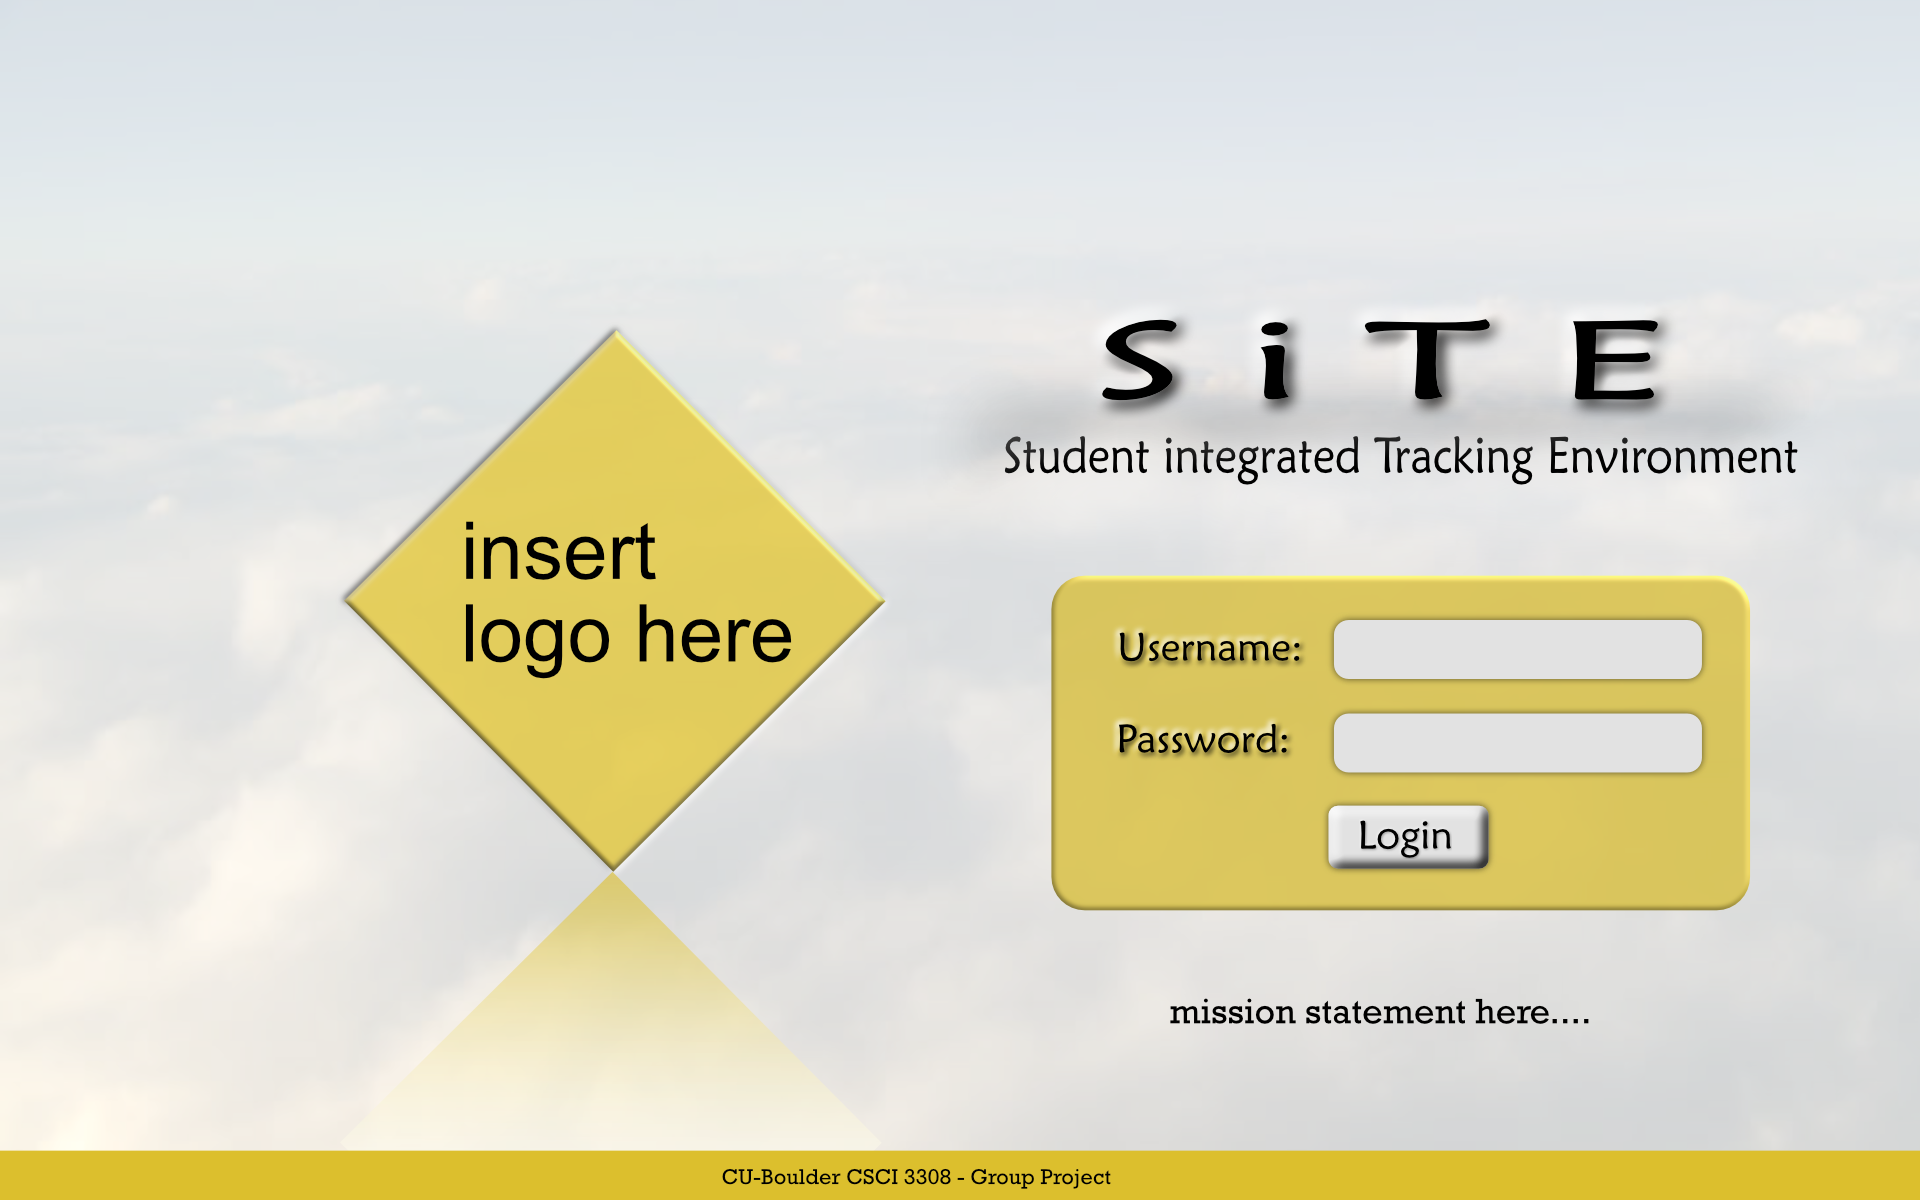 insert
logo here
S i T E
Student integrated Tracking Environment
Username:
Password:
Login
mission statement here....
CU-Boulder CSCI 3308 - Group Project